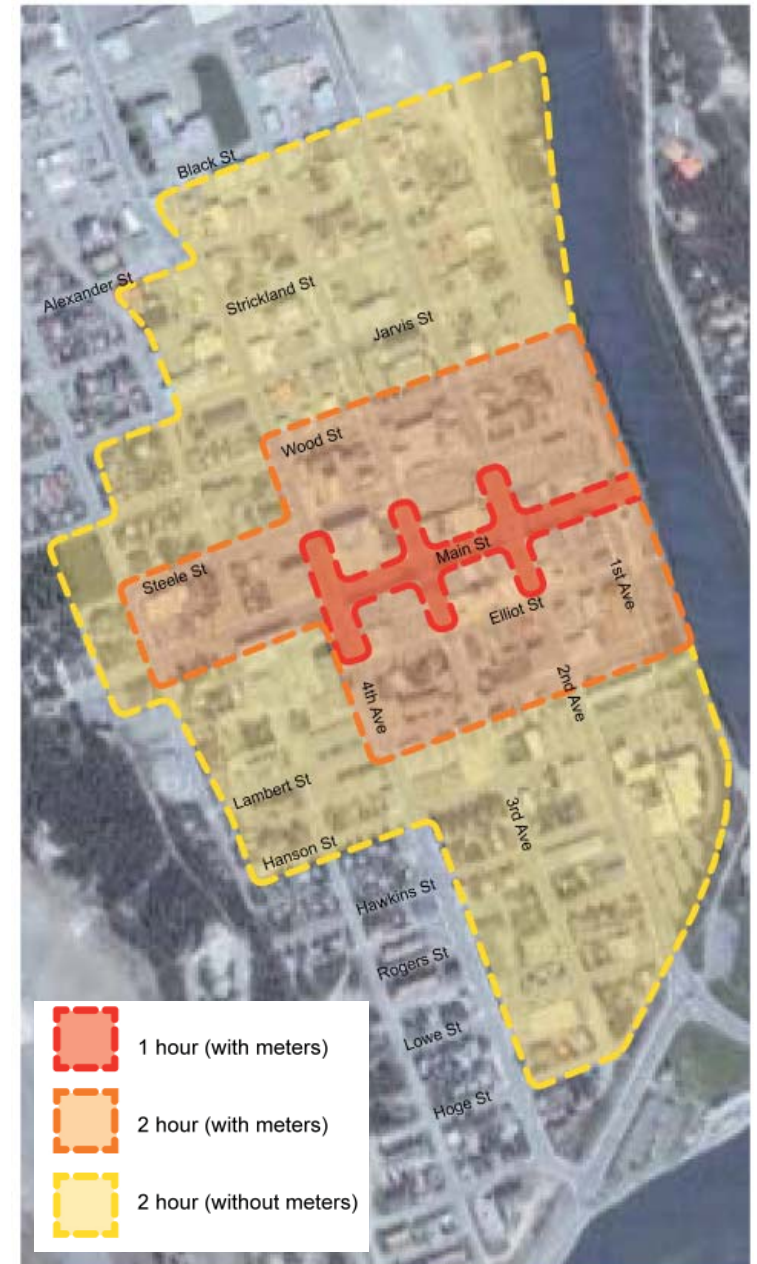 Black St
Alexander St
Strickland St
Jarvis St
Wood St
Main St
Steele St
1st Ave
Elliot St
2nd Ave
4th Ave
Lambert St
3rd Ave
Hanson St
Hawkins St
Rogers St
Lowe St
Hoge St
1 hour (with meters)
2 hour (with meters)
2 hour (without meters)